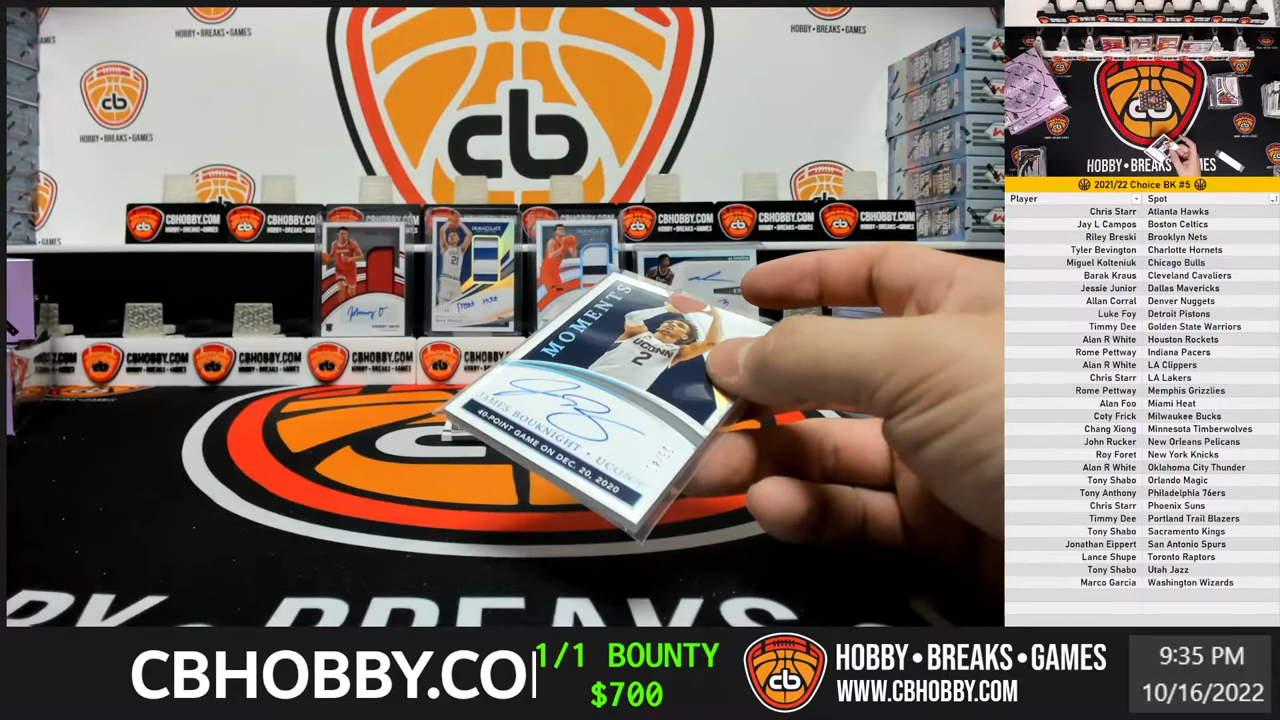 cb
HOBBY • BREAKS • GAMES
HOBBY • BREAKS • GAMES
cb
CBHOBBY.COM
CBHOBBY.COM
CBHOBBY.COM
IMMACULATE
MOMENTS
UCONN
2
JAMES BOUKNIGHT • UCONN
40-POINT GAME ON DEC. 20, 2020
HOBBY • BREAKS • GAMES
2021/22 Choice BK #5
Player Spot
Chris Starr Atlanta Hawks
Jay L Campos Boston Celtics
Riley Breski Brooklyn Nets
Tyler Bevington Charlotte Hornets
Miguel Kolteniuk Chicago Bulls
Barak Kraus Cleveland Cavaliers
Jessie Junior Dallas Mavericks
Allan Corral Denver Nuggets
Luke Foy Detroit Pistons
Timmy Dee Golden State Warriors
Alan R White Houston Rockets
Rome Pettway Indiana Pacers
Alan R White LA Clippers
Chris Starr LA Lakers
Rome Pettway Memphis Grizzlies
Alan Foo Miami Heat
Coty Frick Milwaukee Bucks
Chang Xiong Minnesota Timberwolves
John Rucker New Orleans Pelicans
Roy Foret New York Knicks
Alan R White Oklahoma City Thunder
Tony Shabo Orlando Magic
Tony Anthony Philadelphia 76ers
Chris Starr Phoenix Suns
Timmy Dee Portland Trail Blazers
Tony Shabo Sacramento Kings
Jonathan Eippert San Antonio Spurs
Lance Shupe Toronto Raptors
Tony Shabo Utah Jazz
Marco Garcia Washington Wizards
CBHOBBY.CO
1/1 BOUNTY
$700
cb
HOBBY • BREAKS • GAMES
WWW.CBHOBBY.COM
9:35 PM
10/16/2022